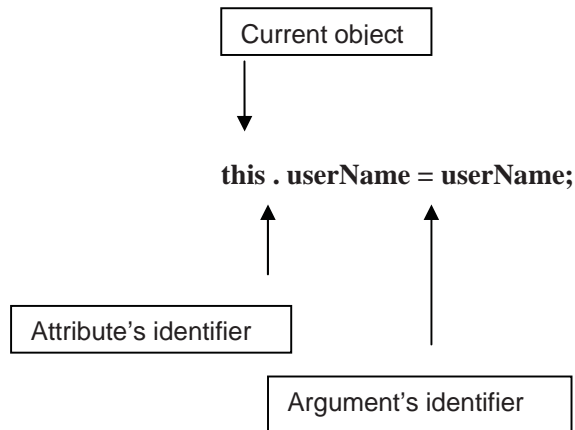 Current object
this . userName = userName;
Attribute’s identifier
Argument’s identifier